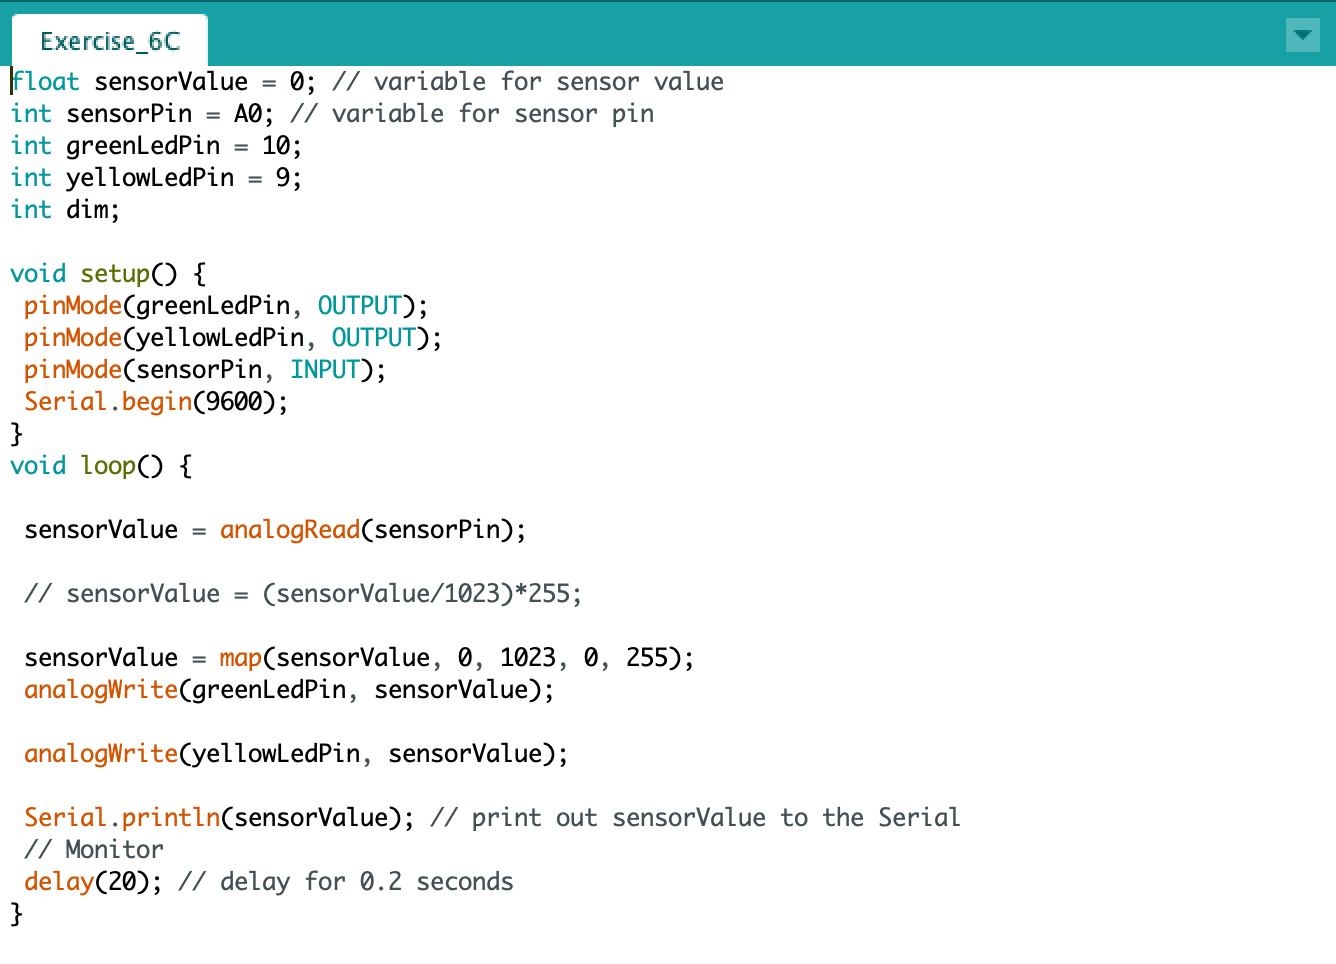 Exercise_6C
float sensorValue = 0; // variable for sensor value
int sensorPin = A0; // variable for sensor pin
int greenLedPin = 10;
int yellowLedPin = 9;
int dim;
void setup() {
pinMode(greenLedPin, OUTPUT);
pinMode(yellowLedPin, OUTPUT);
pinMode(sensorPin, INPUT);
Serial.begin(9600);
}
void loop() {
sensorValue = analogRead(sensorPin);
// sensorValue = (sensorValue/1023)*255;
sensorValue = map(sensorValue, 0, 1023, 0, 255);
analogWrite(greenLedPin, sensorValue);
analogWrite(yellowLedPin, sensorValue);
Serial.println(sensorValue); // print out sensorValue to the Serial
// Monitor
delay(20); // delay for 0.2 seconds
}